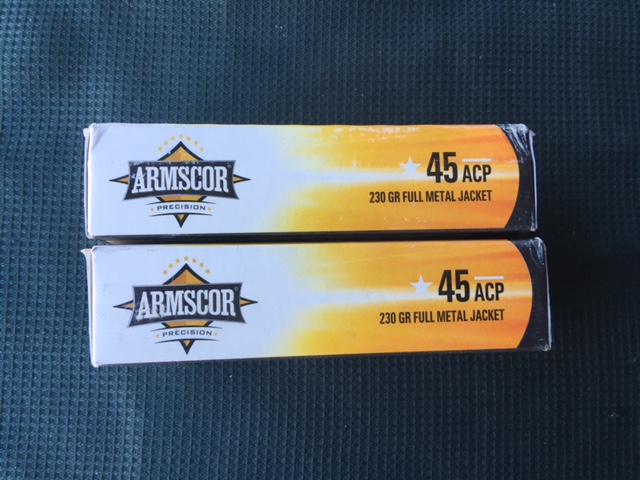 ARMSCOR
PRECISION
45 ACP
230 GR FULL METAL JACKET
ARMSCOR
PRECISION
45 ACP
230 GR FULL METAL JACKET